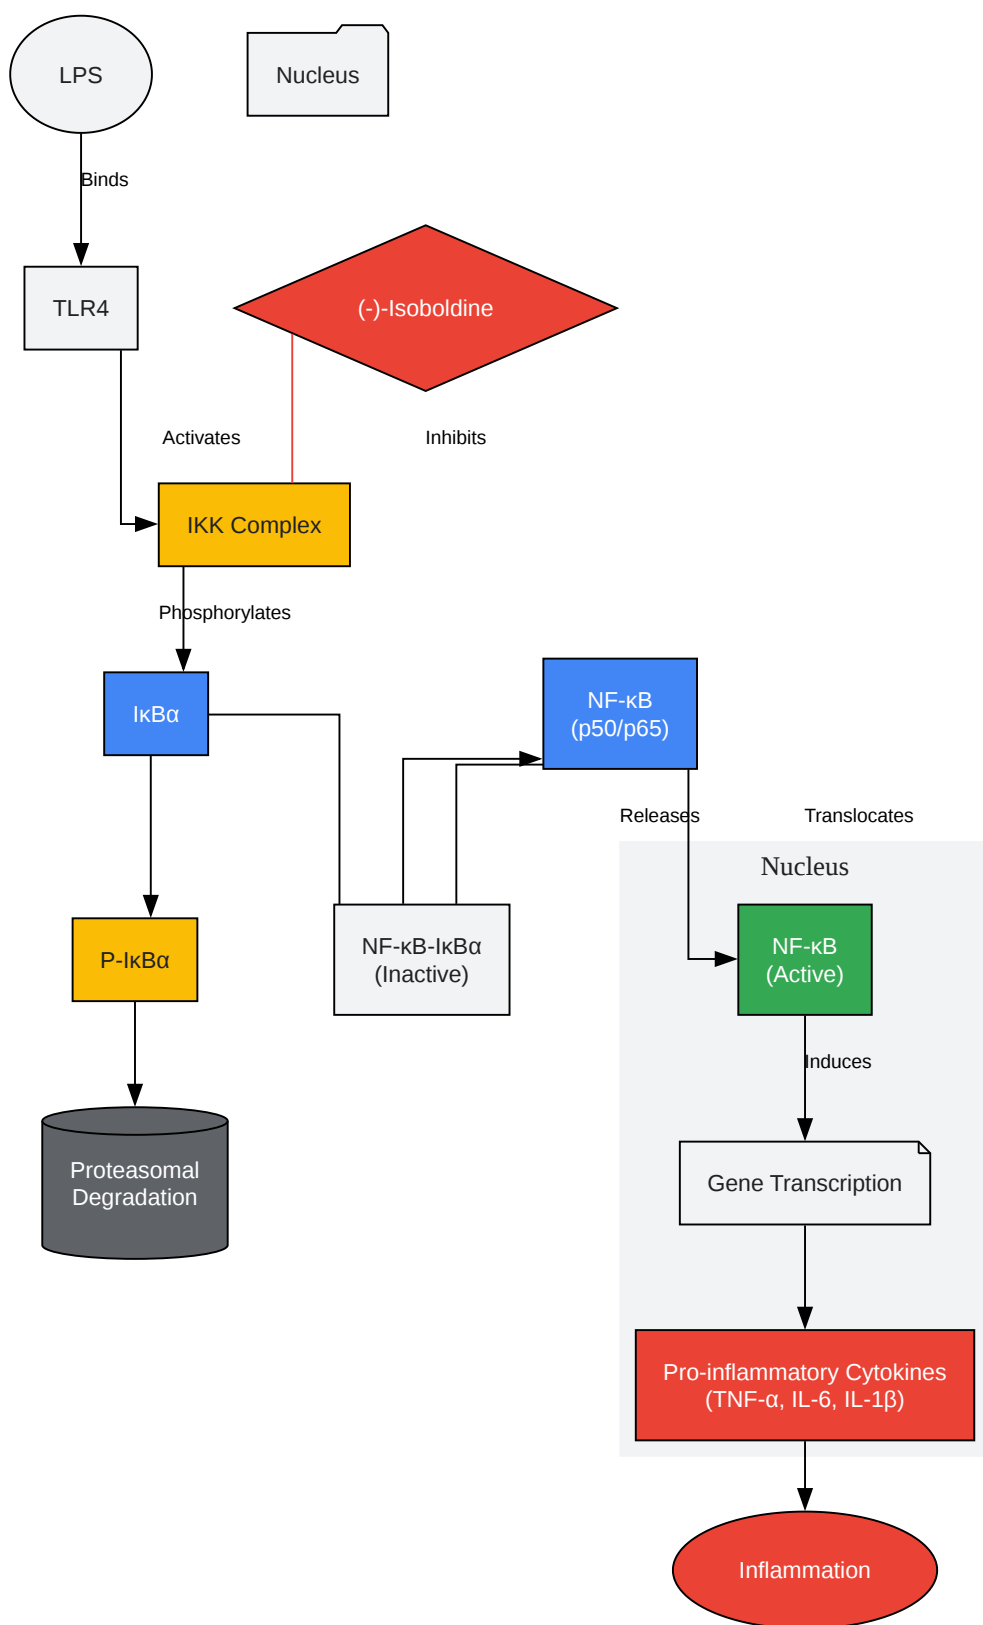 LPS
Nucleus
Binds
TLR4
(-)-Isoboldine
Activates
Inhibits
IKK Complex
Phosphorylates
IκBα
NF-κB
(p50/p65)
Releases
Translocates
Nucleus
P-IκBα
NF-κB-IκBα
(Inactive)
NF-κB
(Active)
Induces
Proteasomal
Degradation
Gene Transcription
Pro-inflammatory Cytokines
(TNF-α, IL-6, IL-1β)
Inflammation